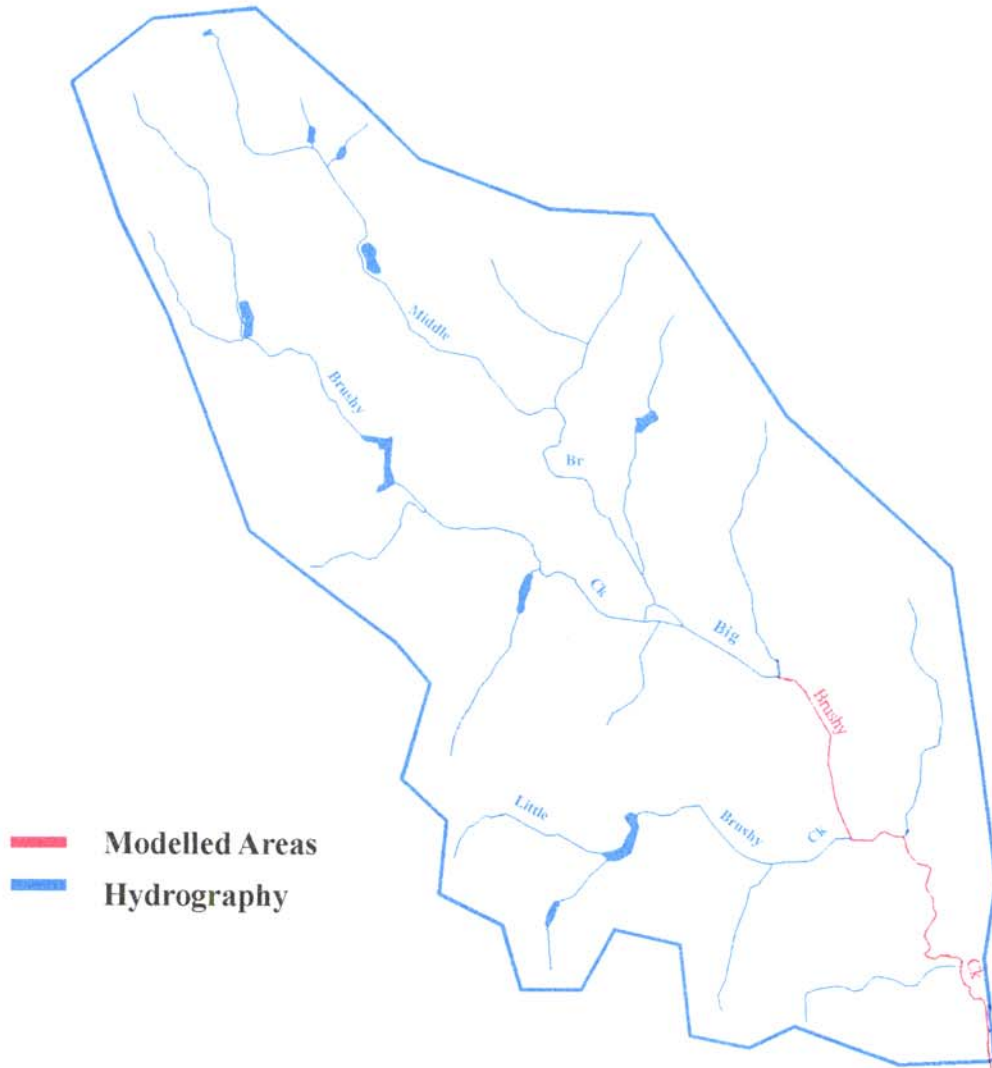 Middle
Brushy
Br
Ck
Big
Brushy
Little
Brushy
Ck
Modelled Areas
Hydrography
Ck